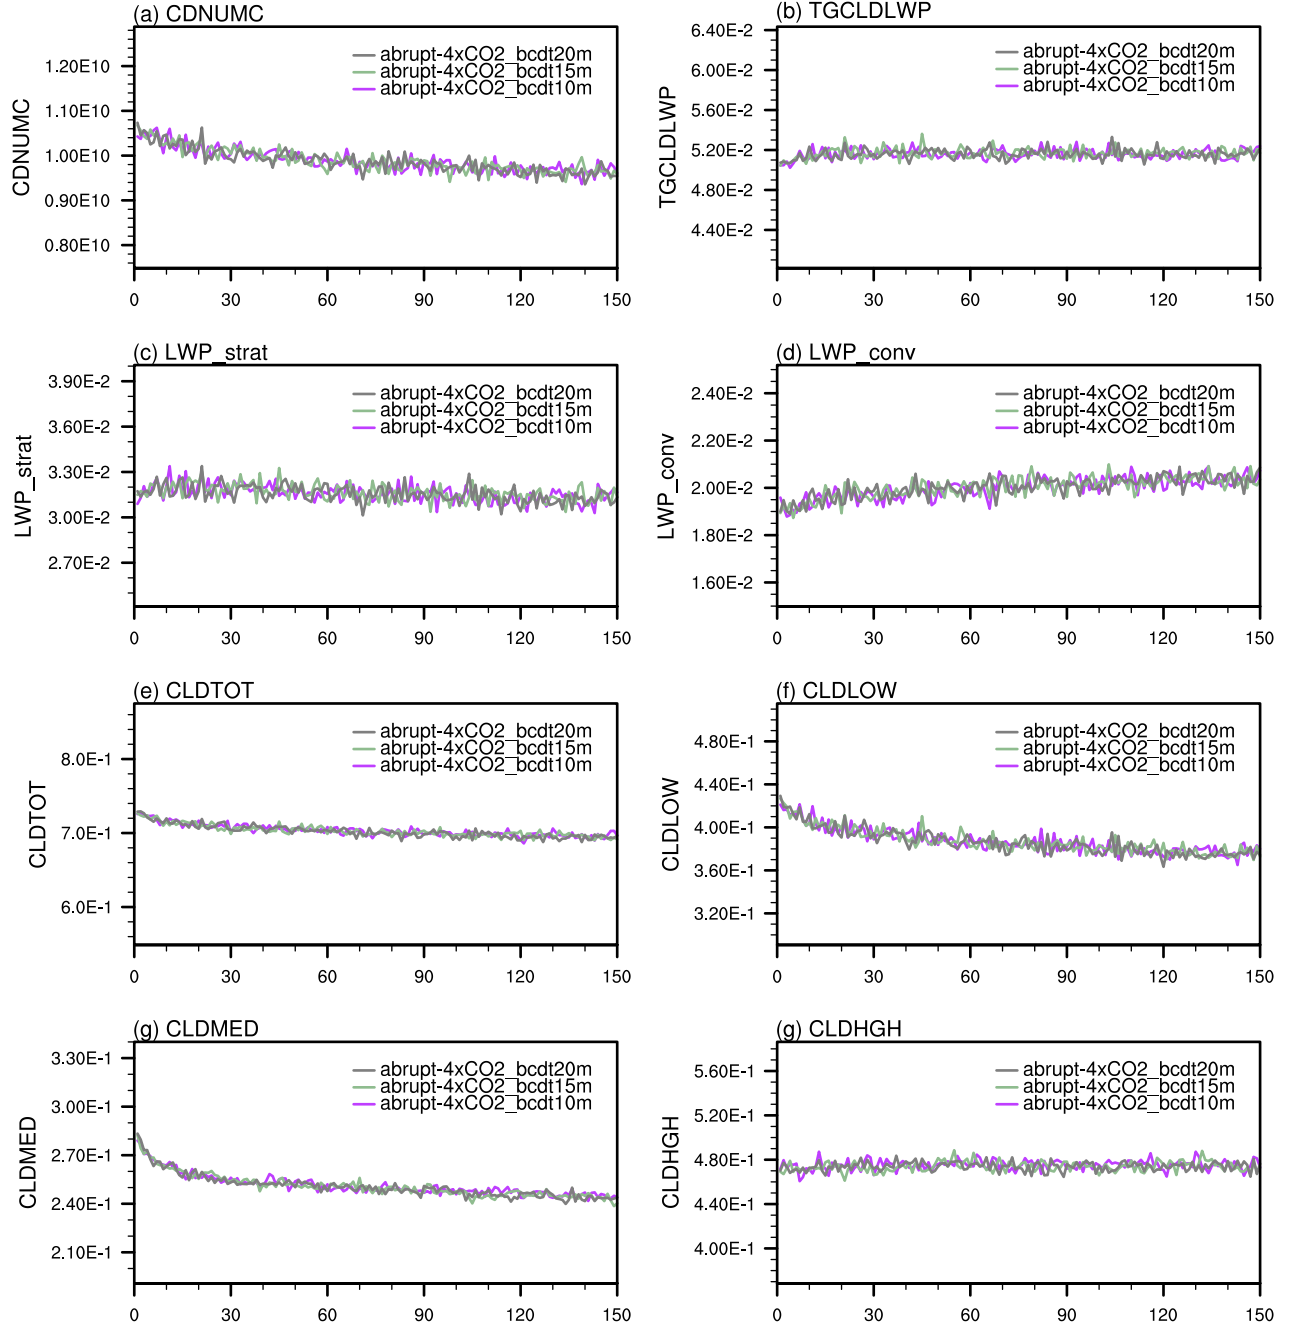 (a) CDNUMC
CDNUMC
1.20E10
1.10E10
1.00E10
0.90E10
0.80E10
abrupt-4xCO2_bcdt20m
abrupt-4xCO2_bcdt15m
abrupt-4xCO2_bcdt10m
0 30 60 90 120 150
(b) TGCLDLWP
TGCLDLWP
6.40E-2
6.00E-2
5.60E-2
5.20E-2
4.80E-2
4.40E-2
abrupt-4xCO2_bcdt20m
abrupt-4xCO2_bcdt15m
abrupt-4xCO2_bcdt10m
0 30 60 90 120 150
(c) LWP_strat
LWP_strat
3.90E-2
3.60E-2
3.30E-2
3.00E-2
2.70E-2
abrupt-4xCO2_bcdt20m
abrupt-4xCO2_bcdt15m
abrupt-4xCO2_bcdt10m
0 30 60 90 120 150
(d) LWP_conv
LWP_conv
2.40E-2
2.20E-2
2.00E-2
1.80E-2
1.60E-2
abrupt-4xCO2_bcdt20m
abrupt-4xCO2_bcdt15m
abrupt-4xCO2_bcdt10m
0 30 60 90 120 150
(e) CLDTOT
CLDTOT
8.0E-1
7.0E-1
6.0E-1
abrupt-4xCO2_bcdt20m
abrupt-4xCO2_bcdt15m
abrupt-4xCO2_bcdt10m
0 30 60 90 120 150
(f) CLDLOW
CLDLOW
4.80E-1
4.40E-1
4.00E-1
3.60E-1
3.20E-1
abrupt-4xCO2_bcdt20m
abrupt-4xCO2_bcdt15m
abrupt-4xCO2_bcdt10m
0 30 60 90 120 150
(g) CLDMED
CLDMED
3.30E-1
3.00E-1
2.70E-1
2.40E-1
2.10E-1
abrupt-4xCO2_bcdt20m
abrupt-4xCO2_bcdt15m
abrupt-4xCO2_bcdt10m
0 30 60 90 120 150
(g) CLDHGH
CLDHGH
5.60E-1
5.20E-1
4.80E-1
4.40E-1
4.00E-1
abrupt-4xCO2_bcdt20m
abrupt-4xCO2_bcdt15m
abrupt-4xCO2_bcdt10m
0 30 60 90 120 150